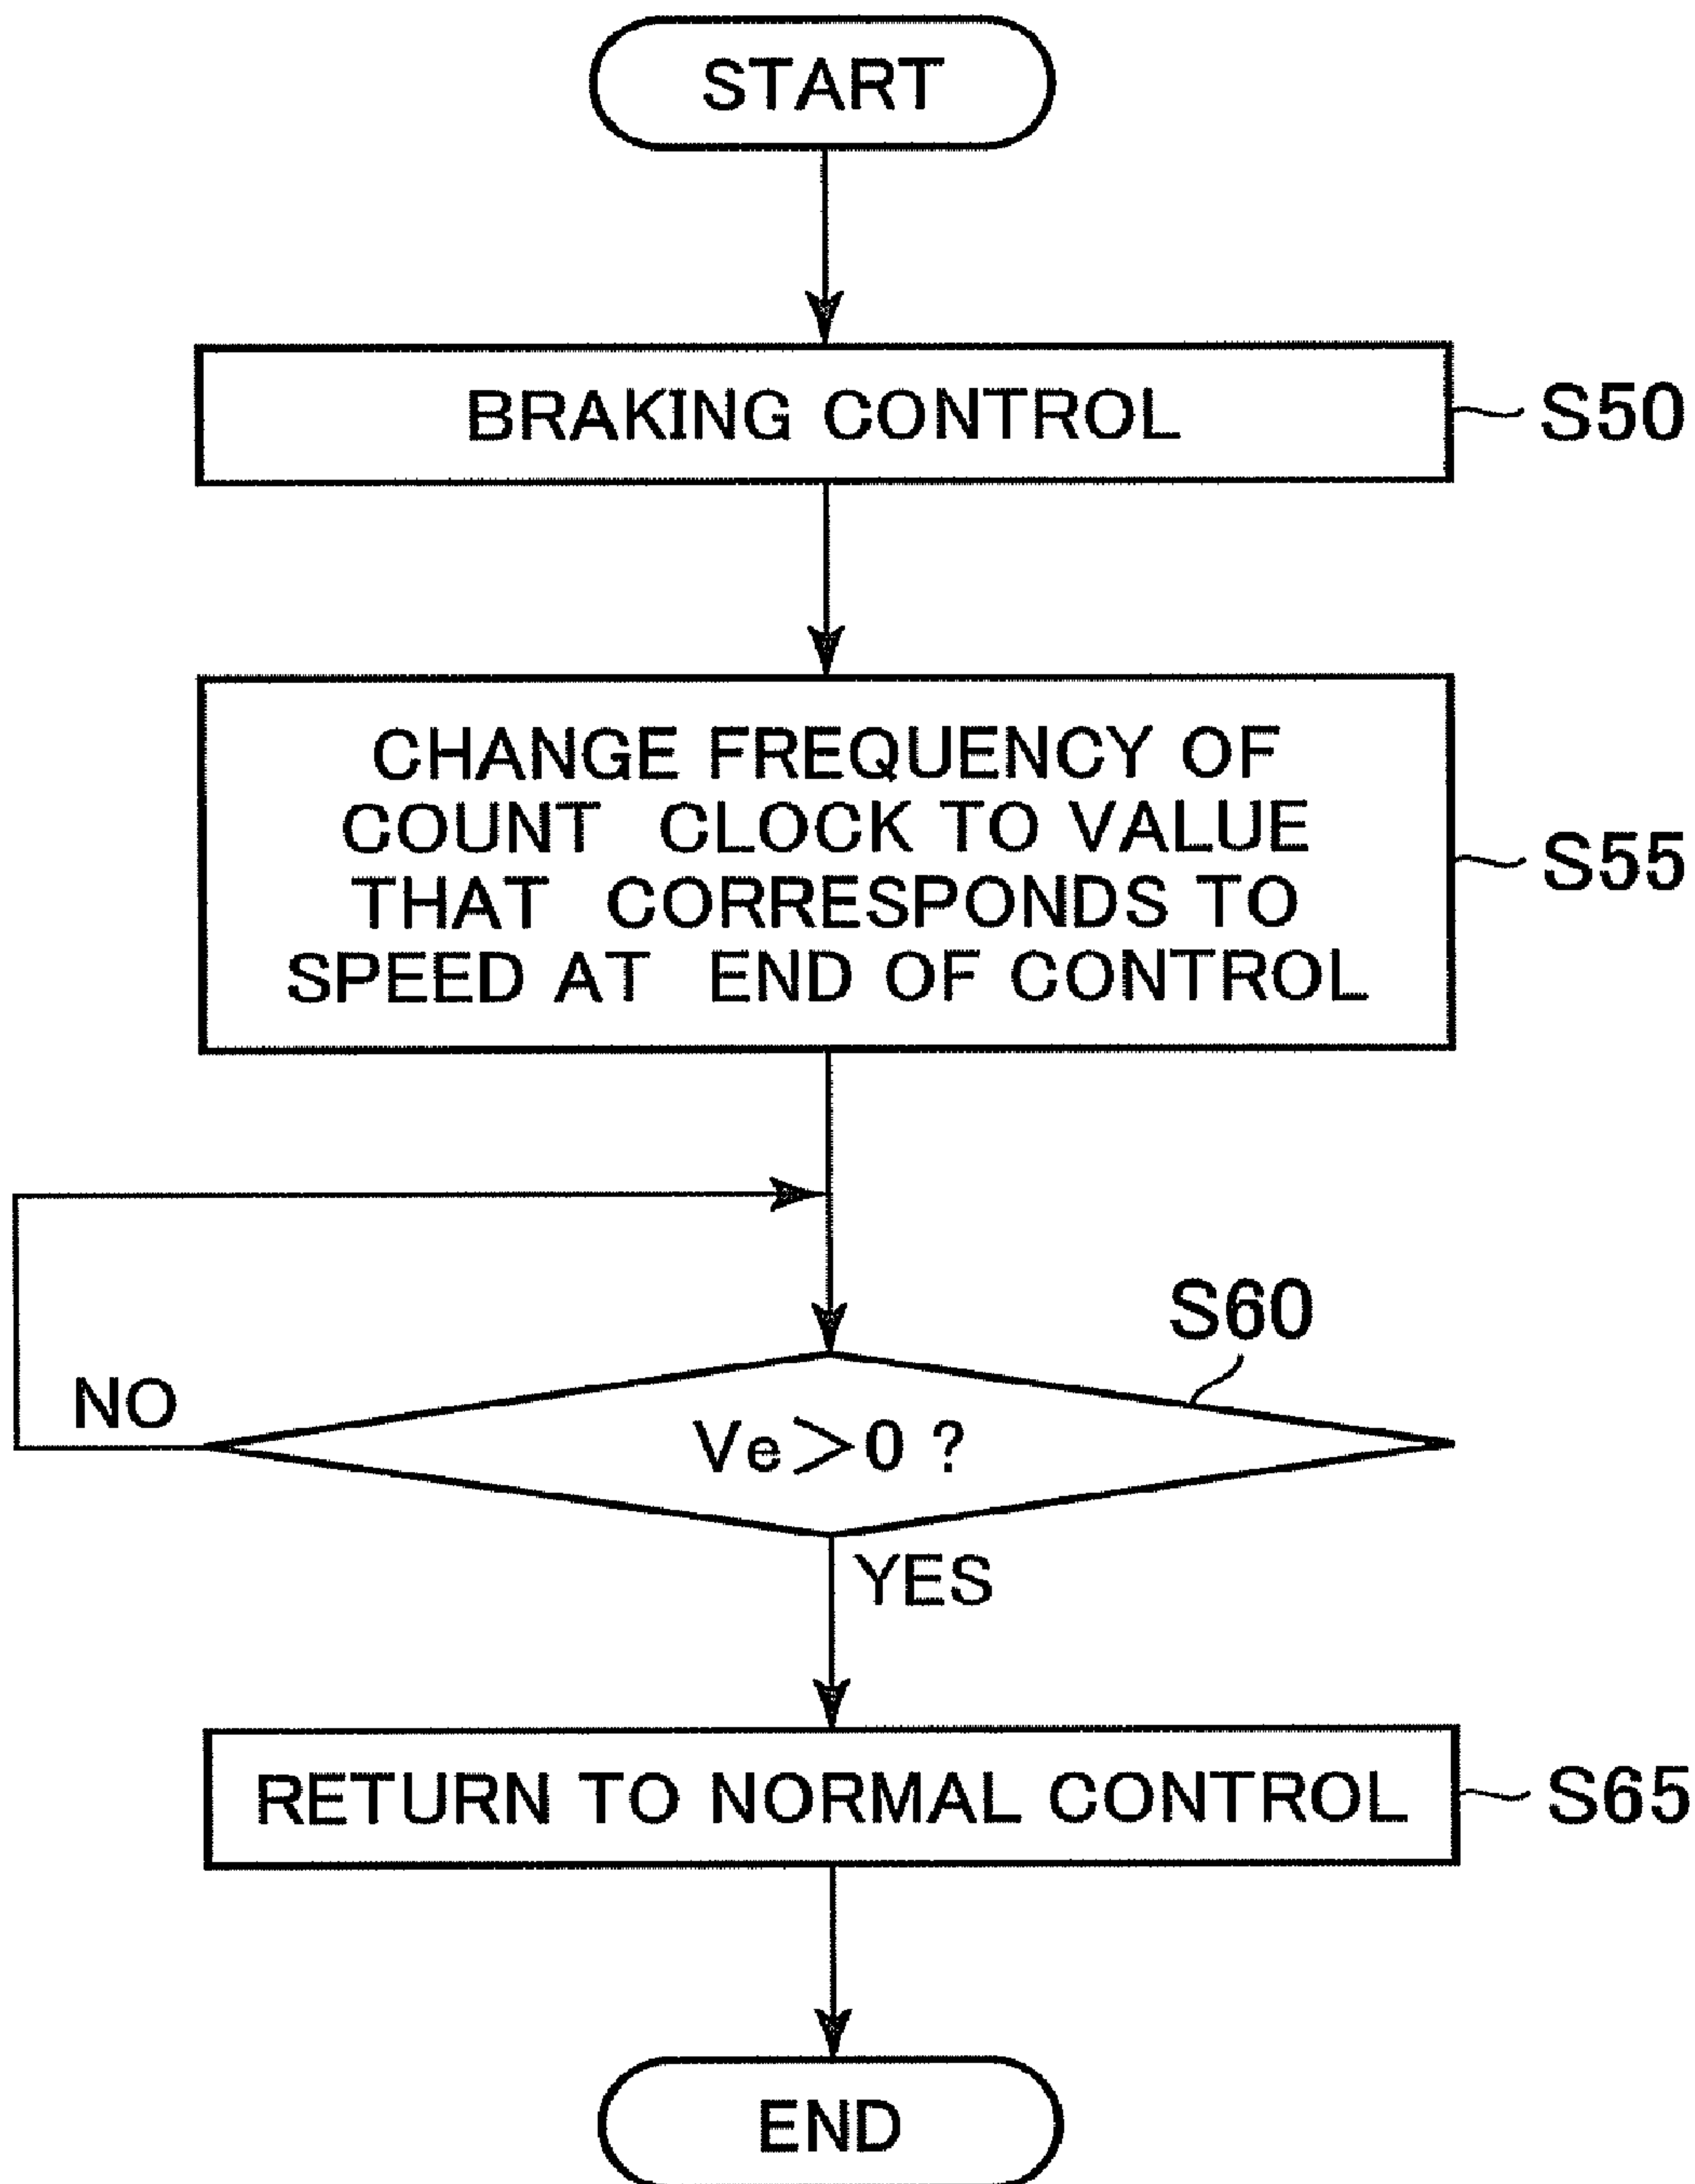 START
BRAKING CONTROL
S50
CHANGE FREQUENCY OF
COUNT CLOCK TO VALUE
THAT CORRESPONDS TO
SPEED AT END OF CONTROL
S55
S60
NO
Ve>0 ?
YES
RETURN TO NORMAL CONTROL
S65
END